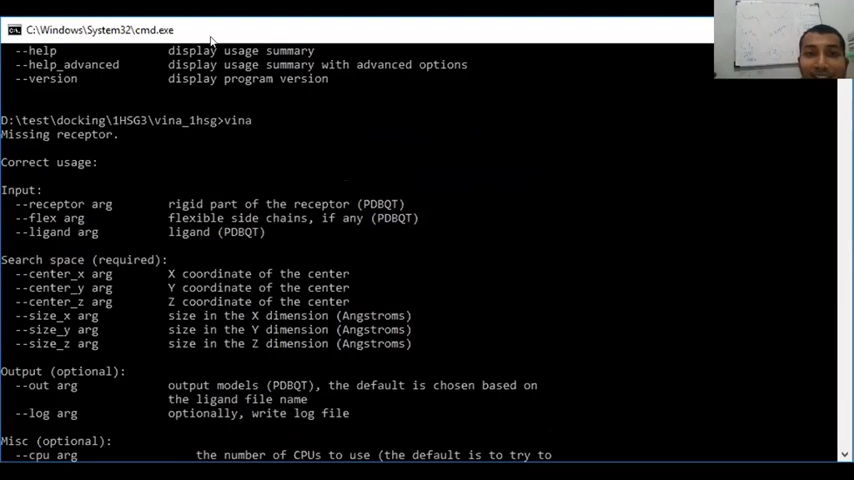 C:\Windows\System32\cmd.exe
--help display usage summary
--help_advanced display usage summary with advanced options
--version display program version
D:\test\docking\1HSG3\vina_1hsg>vina
Missing receptor.
Correct usage:
Input:
--receptor arg rigid part of the receptor (PDBQT)
--flex arg flexible side chains, if any (PDBQT)
--ligand arg ligand (PDBQT)
Search space (required):
--center_x arg X coordinate of the center
--center_y arg Y coordinate of the center
--center_z arg Z coordinate of the center
--size_x arg size in the X dimension (Angstroms)
--size_y arg size in the Y dimension (Angstroms)
--size_z arg size in the Z dimension (Angstroms)
Output (optional):
--out arg output models (PDBQT), the default is chosen based on
the ligand file name
--log arg optionally, write log file
Misc (optional):
--cpu arg the number of CPUs to use (the default is to try to